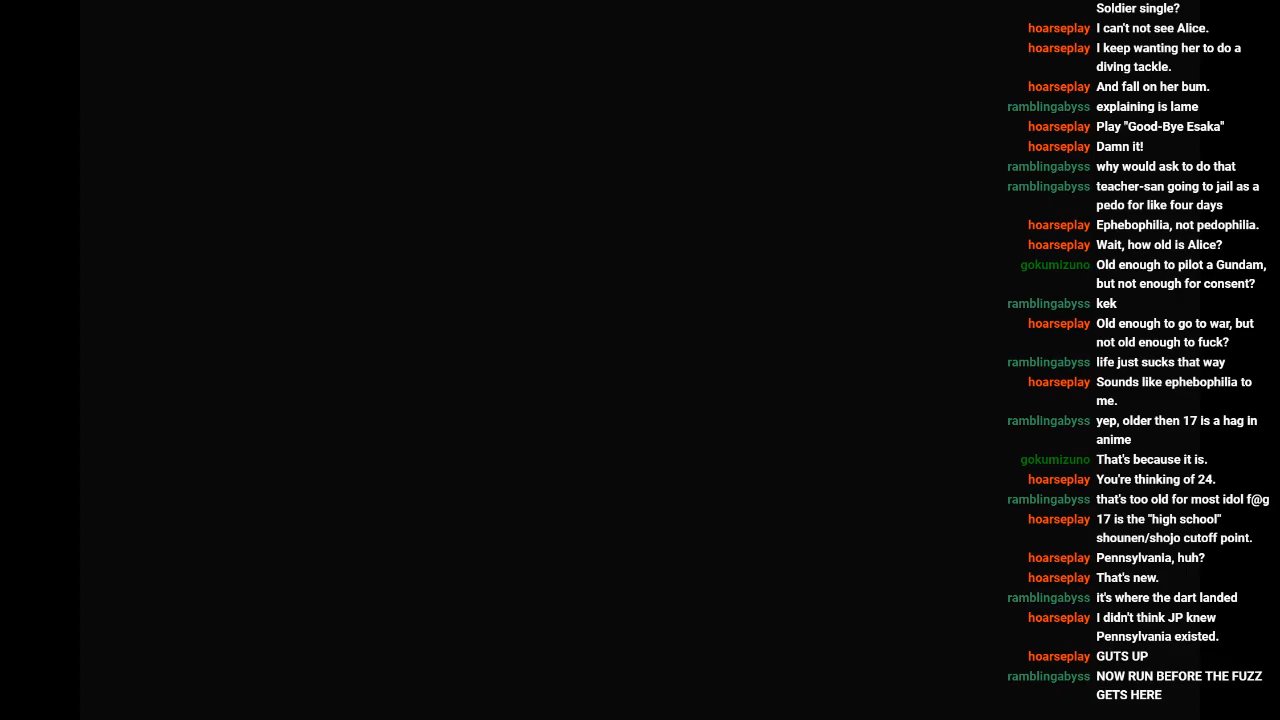 Soldier single?
hoarseplay I can't not see Alice.
hoarseplay I keep wanting her to do a
diving tackle.
hoarseplay And fall on her bum.
ramblingabyss explaining is lame
hoarseplay Play "Good-Bye Esaka"
hoarseplay Damn it!
ramblingabyss why would ask to do that
ramblingabyss teacher-san going to jail as a
pedo for like four days
hoarseplay Ephebophilia, not pedophilia.
hoarseplay Wait, how old is Alice?
gokumizuno Old enough to pilot a Gundam,
but not enough for consent?
ramblingabyss kek
hoarseplay Old enough to go to war, but
not old enough to fuck?
ramblingabyss life just sucks that way
hoarseplay Sounds like ephebophilia to
me.
ramblingabyss yep, older then 17 is a hag in
anime
gokumizuno That's because it is.
hoarseplay You're thinking of 24.
ramblingabyss that's too old for most idol f@g
hoarseplay 17 is the "high school"
shounen/shojo cutoff point.
hoarseplay Pennsylvania, huh?
hoarseplay That's new.
ramblingabyss it's where the dart landed
hoarseplay I didn't think JP knew
Pennsylvania existed.
hoarseplay GUTS UP
ramblingabyss NOW RUN BEFORE THE FUZZ
GETS HERE